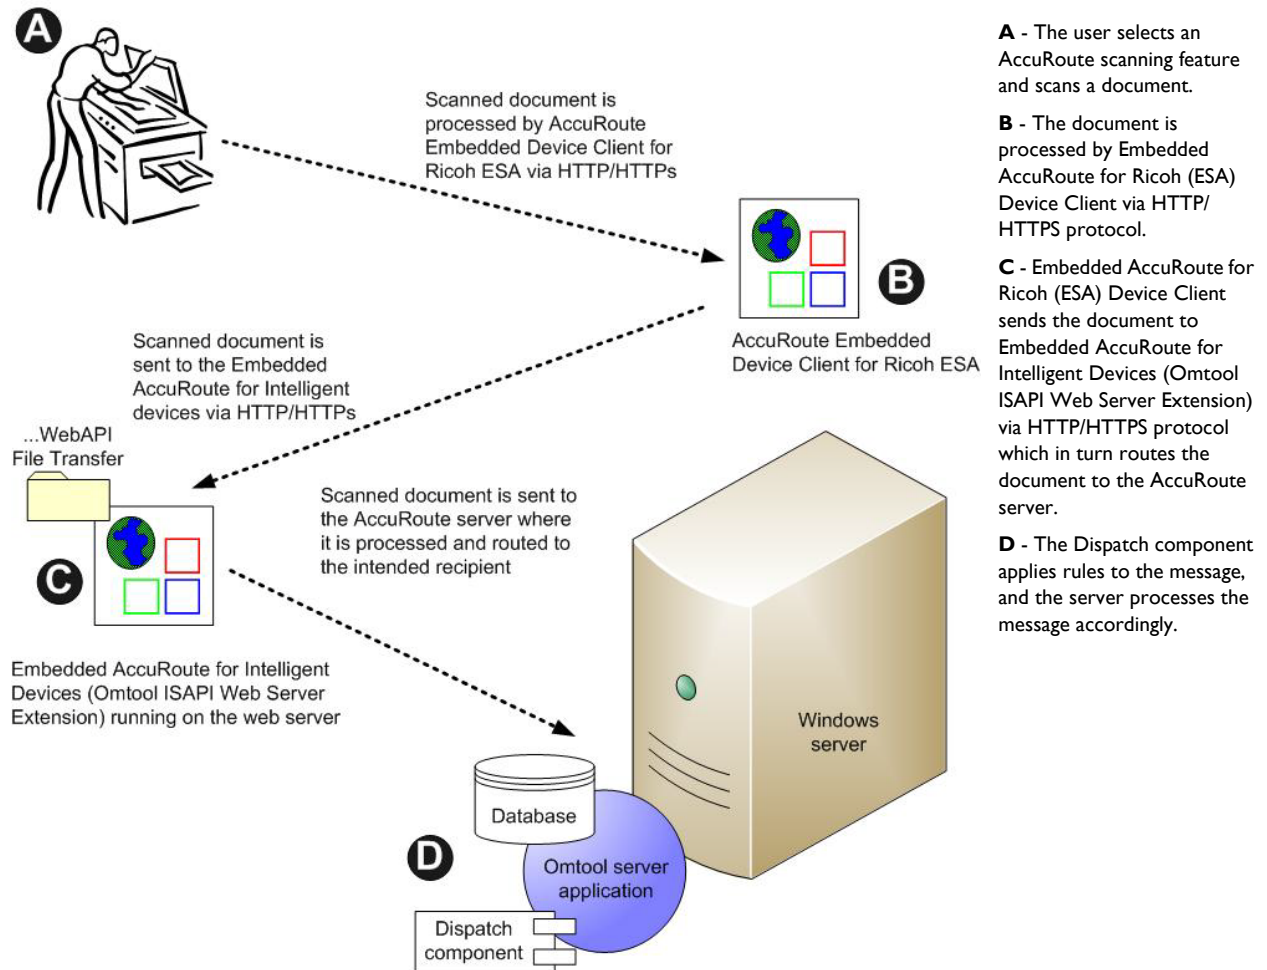 A
Scanned document is
processed by AccuRoute
Embedded Device Client for
Ricoh ESA via HTTP/HTTPs
B
AccuRoute Embedded
Device Client for Ricoh ESA
Scanned document is
sent to the Embedded
AccuRoute for Intelligent
devices via HTTP/HTTPs
...WebAPI
File Transfer
C
Embedded AccuRoute for Intelligent
Devices (Omtool ISAPI Web Server
Extension) running on the web server
Scanned document is sent to
the AccuRoute server where
it is processed and routed to
the intended recipient
Windows
server
Database
D
Omtool server
application
Dispatch
component
A - The user selects an
AccuRoute scanning feature
and scans a document.
B - The document is
processed by Embedded
AccuRoute for Ricoh (ESA)
Device Client via HTTP/
HTTPS protocol.
C - Embedded AccuRoute for
Ricoh (ESA) Device Client
sends the document to
Embedded AccuRoute for
Intelligent Devices (Omtool
ISAPI Web Server Extension)
via HTTP/HTTPS protocol
which in turn routes the
document to the AccuRoute
server.
D - The Dispatch component
applies rules to the message,
and the server processes the
message accordingly.